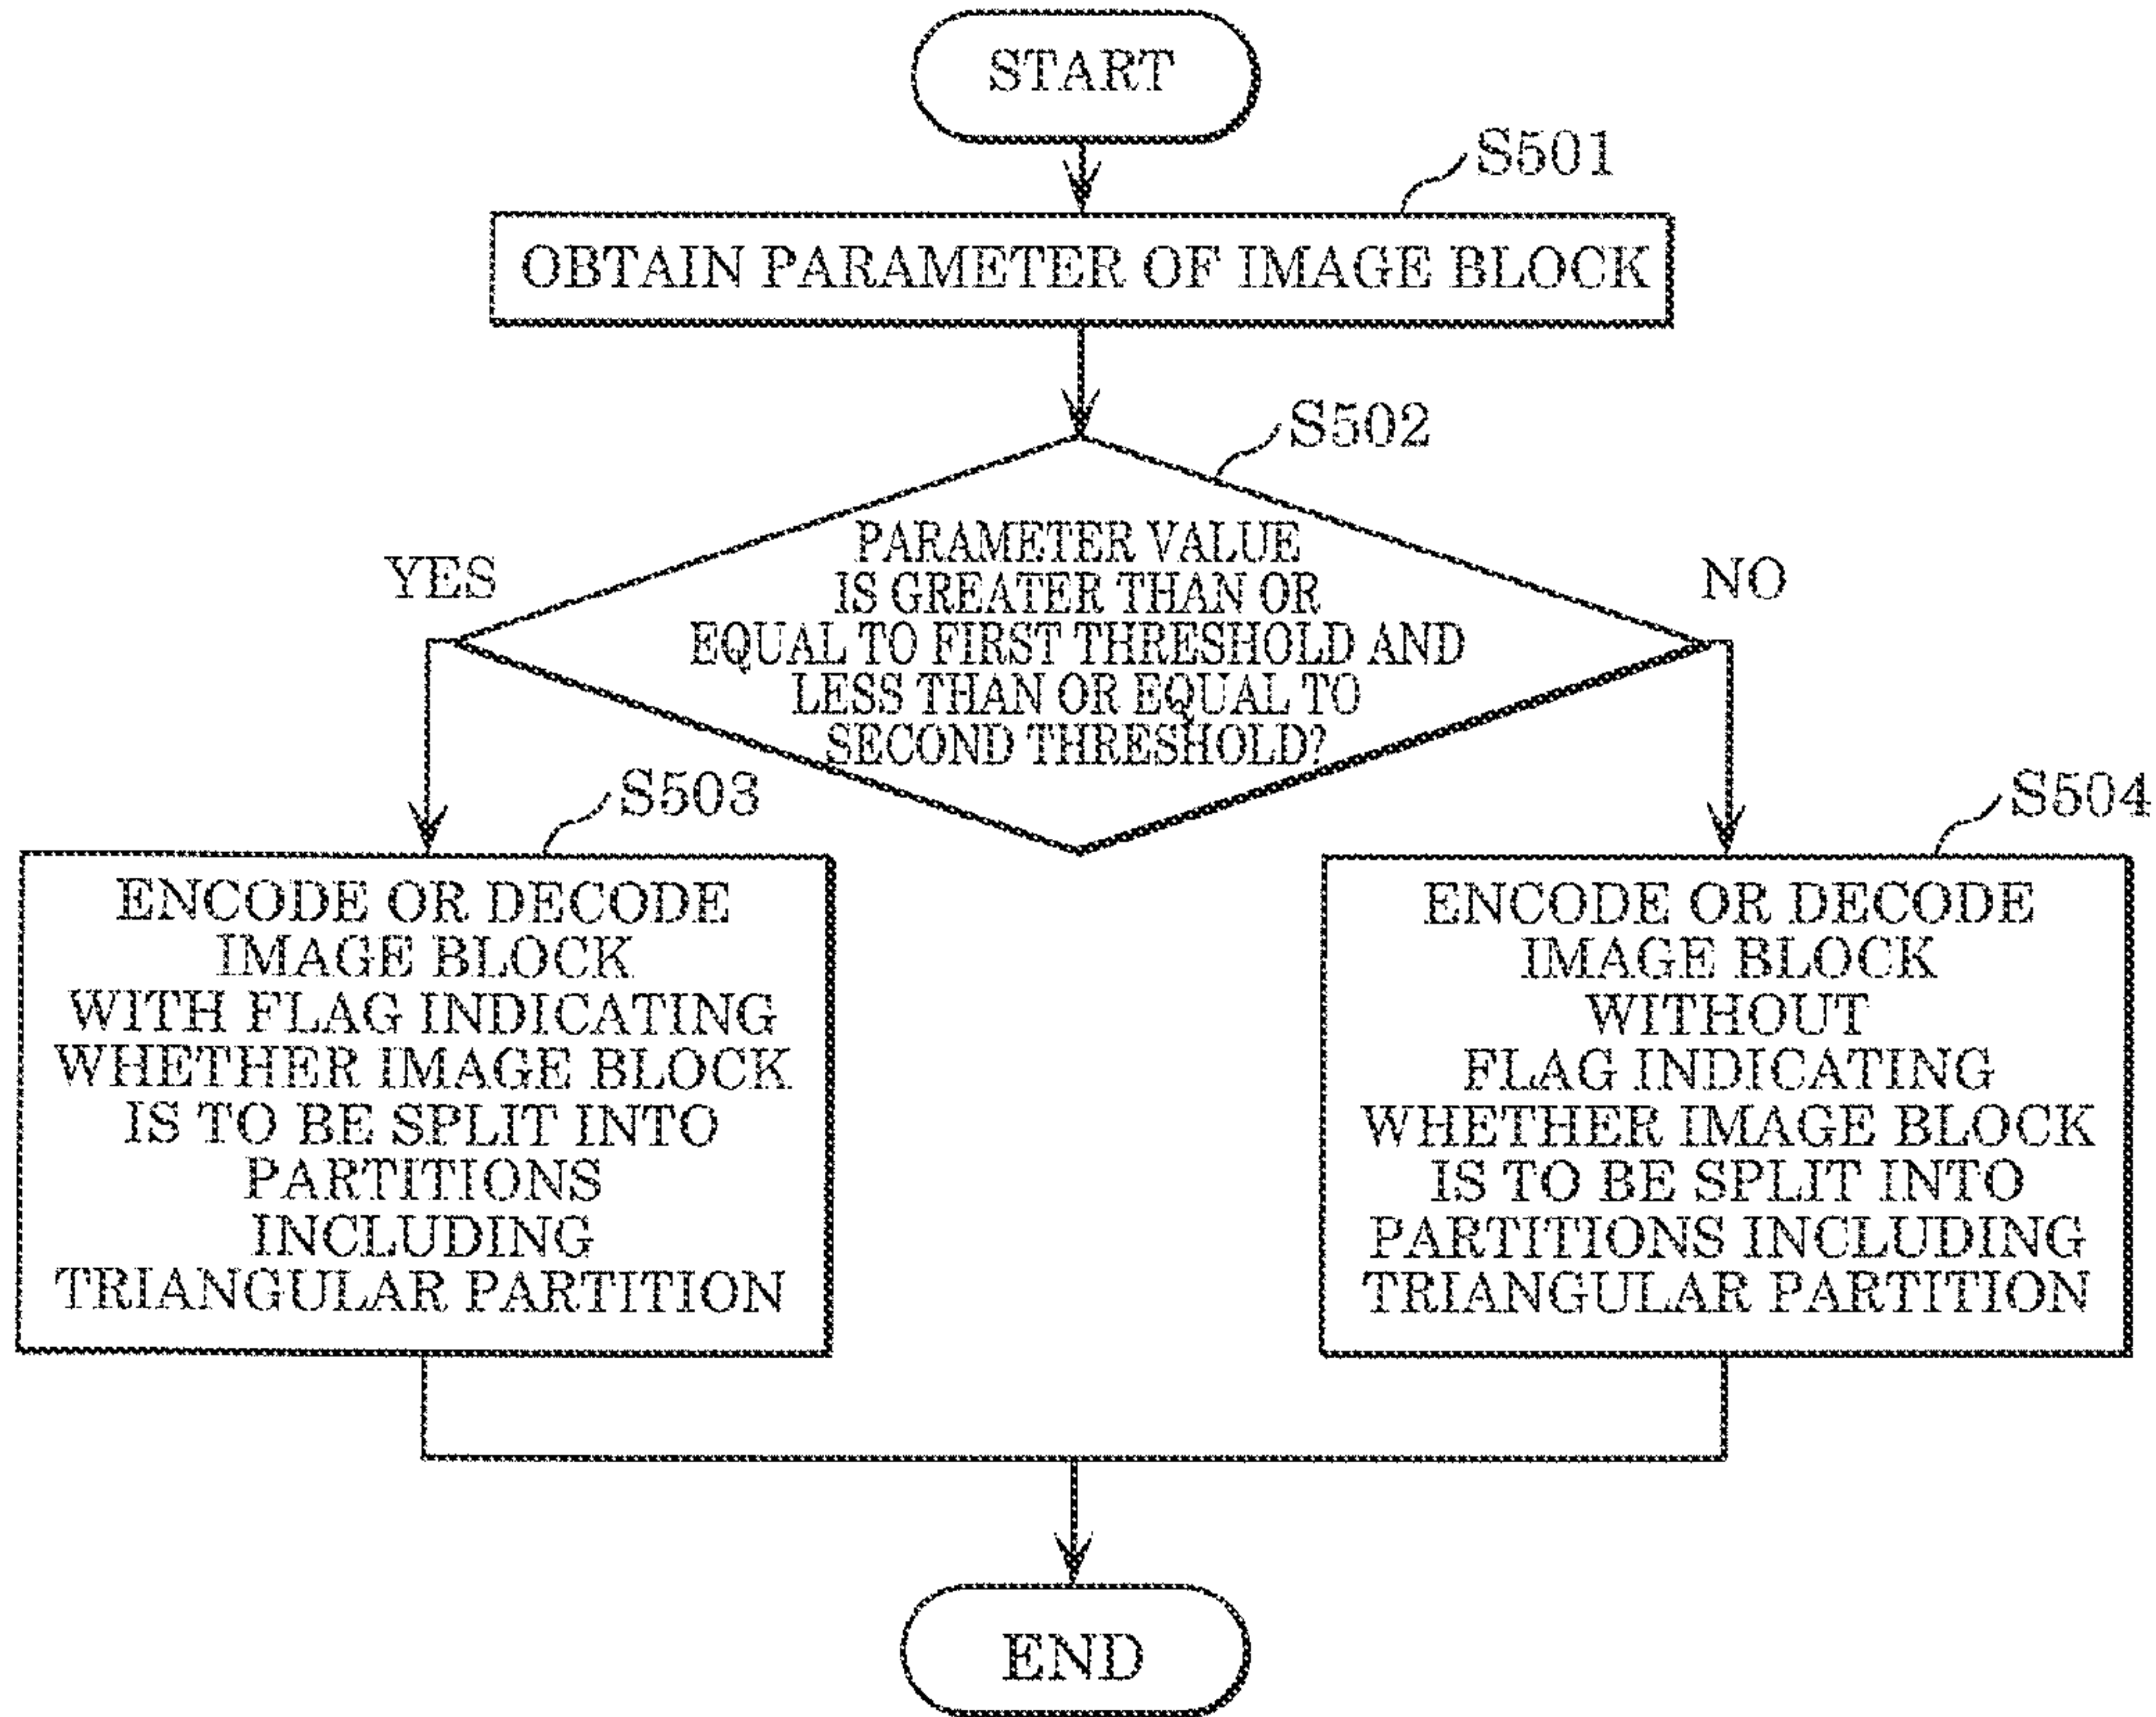 START
S501
OBTAIN PARAMETER OF IMAGE BLOCK
S502
PARAMETER VALUE
IS GREATER THAN OR
EQUAL TO FIRST THRESHOLD AND
LESS THAN OR EQUAL TO
SECOND THRESHOLD?
YES
NO
S503
ENCODE OR DECODE
IMAGE BLOCK
WITH FLAG INDICATING
WHETHER IMAGE BLOCK
IS TO BE SPLIT INTO
PARTITIONS
INCLUDING
TRIANGULAR PARTITION
S504
ENCODE OR DECODE
IMAGE BLOCK
WITHOUT
FLAG INDICATING
WHETHER IMAGE BLOCK
IS TO BE SPLIT INTO
PARTITIONS INCLUDING
TRIANGULAR PARTITION
END